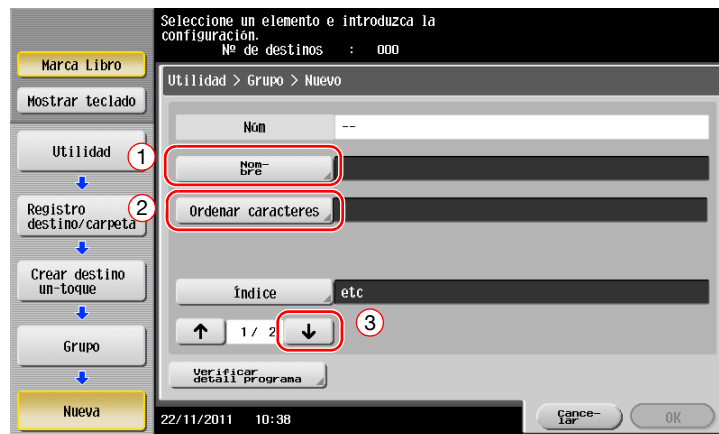 Seleccione un elemento e introduzca la
configuración.
Nº de destinos : 000
Marca Libro
Mostrar teclado
Utilidad
Registro
destino/carpeta
Crear destino
un-toque
Grupo
Nueva
Utilidad > Grupo > Nuevo
Núm --
1
Nom-
bre
2
Ordenar caracteres
Índice etc
↑ 1/ 2 ↓
3
Verificar
detall programa
22/11/2011 10:38
Cance-
lar
OK